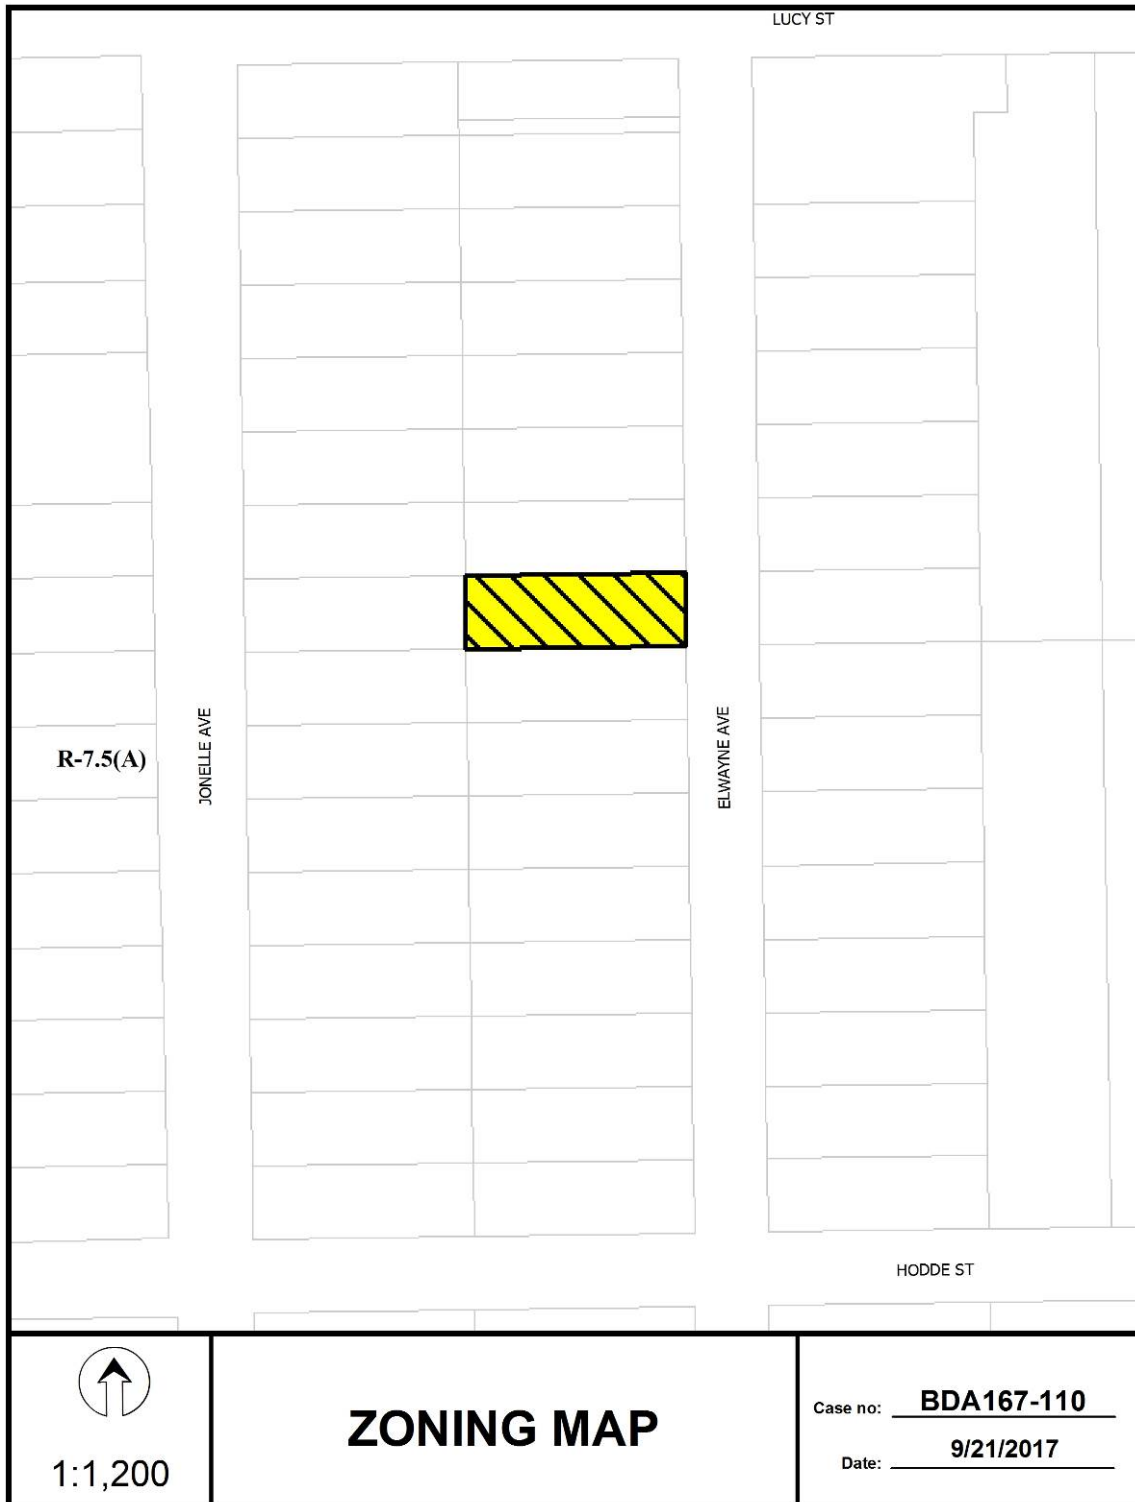 LUCY ST
JONELLE AVE
ELWAYNE AVE
R-7.5(A)
HODDE ST
1:1,200
ZONING MAP
Case no: BDA167-110
Date: 9/21/2017